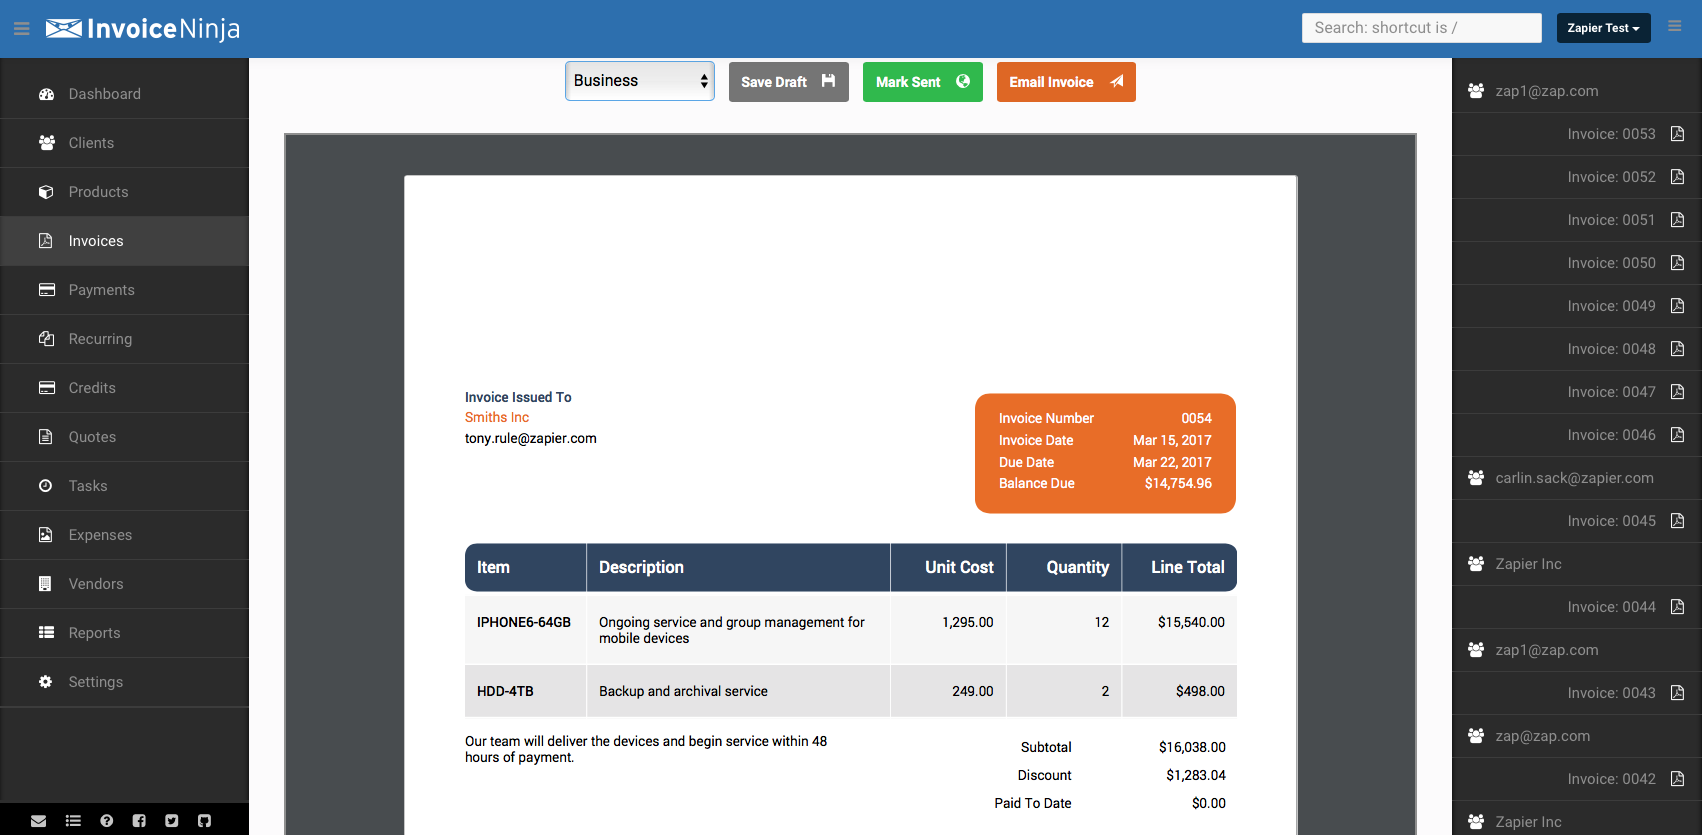 InvoiceNinja
Search: shortcut is /
Zapier Test
Dashboard
Clients
Products
Invoices
Payments
Recurring
Credits
Quotes
Tasks
Expenses
Vendors
Reports
Settings
Business
Save Draft
Mark Sent
Email Invoice
Invoice Issued To
Smiths Inc
tony.rule@zapier.com
Invoice Number 0054
Invoice Date Mar 15, 2017
Due Date Mar 22, 2017
Balance Due $14,754.96
Item Description Unit Cost Quantity Line Total
IPHONE6-64GB Ongoing service and group management for 1,295.00 12 $15,540.00
mobile devices
HDD-4TB Backup and archival service 249.00 2 $498.00
Our team will deliver the devices and begin service within 48
hours of payment.
Subtotal $16,038.00
Discount $1,283.04
Paid To Date $0.00
zap1@zap.com
Invoice: 0053
Invoice: 0052
Invoice: 0051
Invoice: 0050
Invoice: 0049
Invoice: 0048
Invoice: 0047
Invoice: 0046
carlin.sack@zapier.com
Invoice: 0045
Zapier Inc
Invoice: 0044
zap1@zap.com
Invoice: 0043
zap@zap.com
Invoice: 0042
Zapier Inc